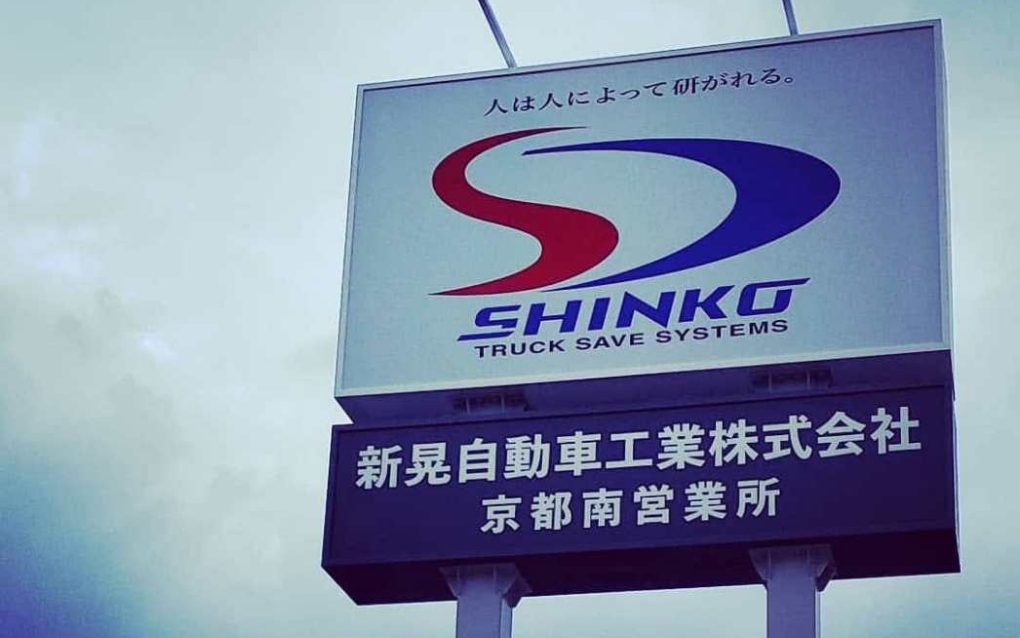 人は人によって研がれる。
SHINKO
TRUCK SAVE SYSTEMS
新晃自動車工業株式会社
京都南営業所